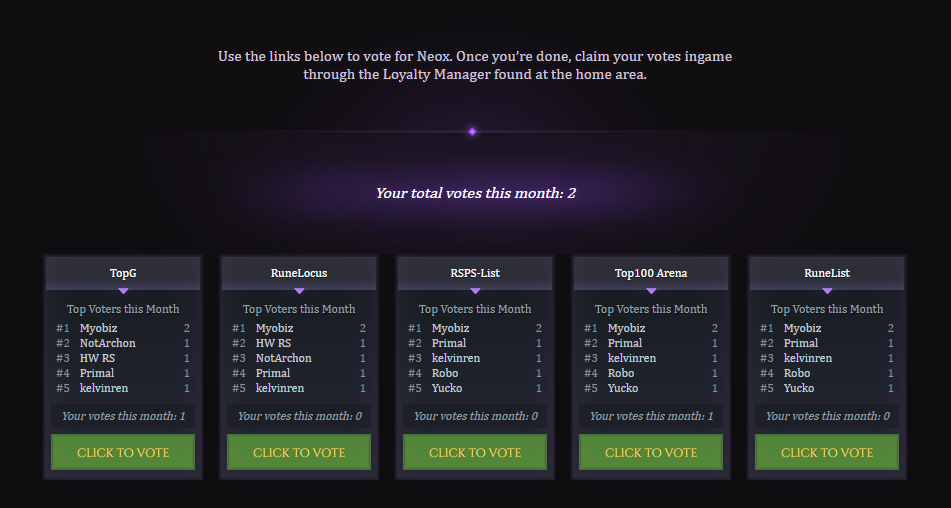 Use the links below to vote for Neox. Once you’re done, claim your votes ingame
through the Loyalty Manager found at the home area.
Your total votes this month: 2
TopG
Top Voters this Month
#1 Myobiz 2
#2 NotArchon 1
#3 HW RS 1
#4 Primal 1
#5 kelvinren 1
Your votes this month: 1
CLICK TO VOTE
RuneLocus
Top Voters this Month
#1 Myobiz 2
#2 HW RS 1
#3 NotArchon 1
#4 Primal 1
#5 kelvinren 1
Your votes this month: 0
CLICK TO VOTE
RSPS-List
Top Voters this Month
#1 Myobiz 2
#2 Primal 1
#3 kelvinren 1
#4 Robo 1
#5 Yucko 1
Your votes this month: 0
CLICK TO VOTE
Top100 Arena
Top Voters this Month
#1 Myobiz 2
#2 Primal 1
#3 kelvinren 1
#4 Robo 1
#5 Yucko 1
Your votes this month: 1
CLICK TO VOTE
RuneList
Top Voters this Month
#1 Myobiz 2
#2 Primal 1
#3 kelvinren 1
#4 Robo 1
#5 Yucko 1
Your votes this month: 0
CLICK TO VOTE